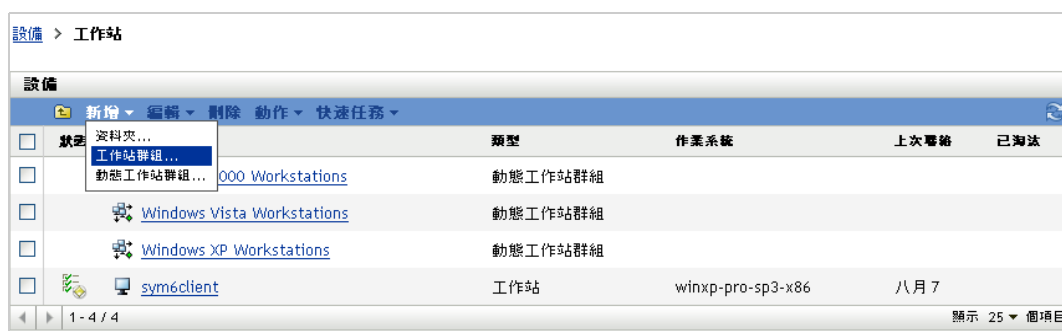 設備 > 工作站
設備
新增 編輯 刪除 動作 快速任務
資料夾...
工作站群組...
動態工作站群組...
類型 作業系統 上次聯絡 已淘汰
000 Workstations 動態工作站群組
Windows Vista Workstations 動態工作站群組
Windows XP Workstations 動態工作站群組
sym6client 工作站 winxp-pro-sp3-x86 八月 7
1 - 4 / 4 顯示 25 個項目